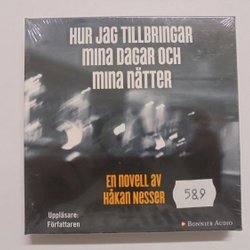 HUR JAG TILLBRINGAR
MINA DAGAR OCH
MINA NÄTTER
EN NOVELL AV
HÅKAN NESSER
589
Uppläsare:
Författaren
BONNIER AUDIO